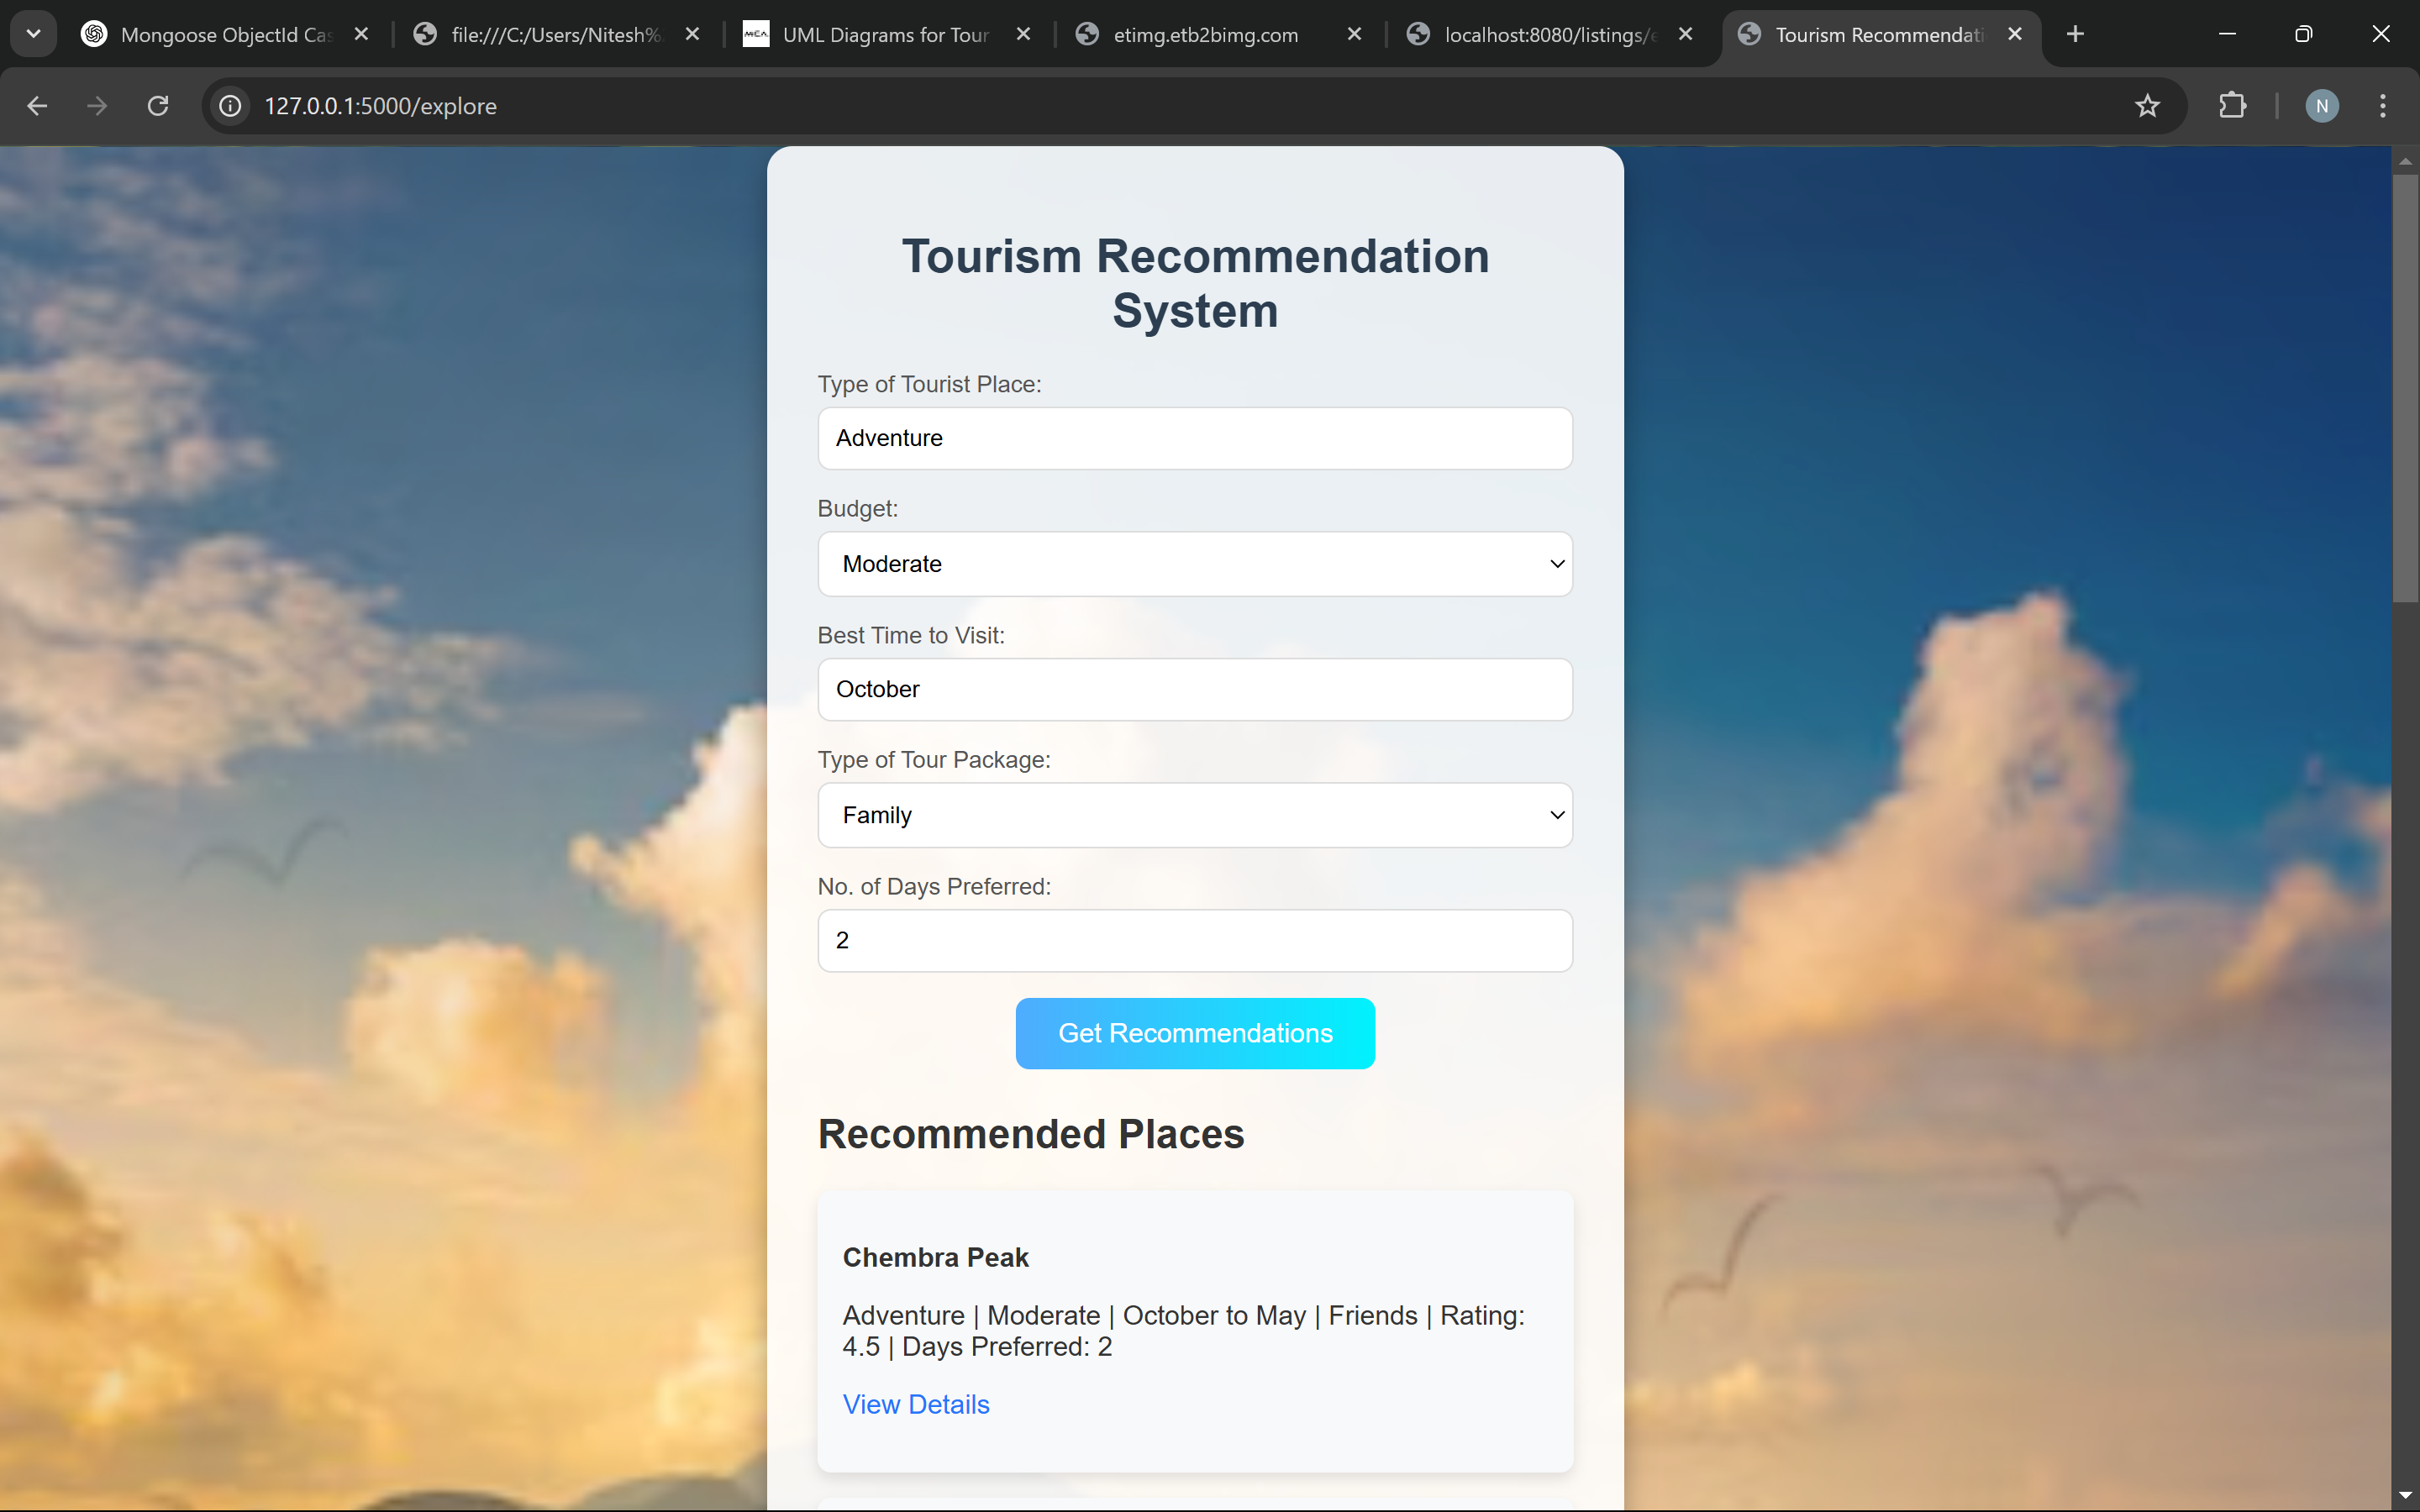 Mongoose ObjectId Cas
file:///C:/Users/Nitesh%
UML Diagrams for Tour
etimg.etb2bimg.com
localhost:8080/listings/e
Tourism Recommendati
127.0.0.1:5000/explore
N
Tourism Recommendation
System
Type of Tourist Place:
Adventure
Budget:
Moderate
Best Time to Visit:
October
Type of Tour Package:
Family
No. of Days Preferred:
2
Get Recommendations
Recommended Places
Chembra Peak
Adventure | Moderate | October to May | Friends | Rating:
4.5 | Days Preferred: 2
View Details